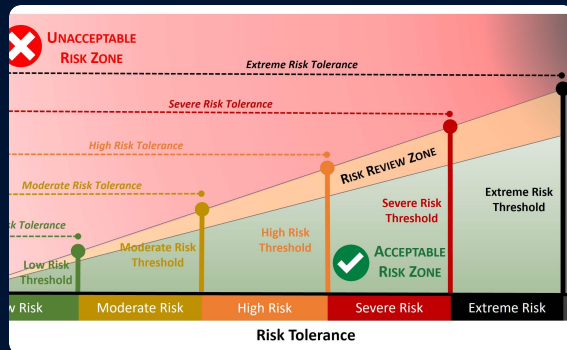 UNACCEPTABLE
RISK ZONE
Extreme Risk Tolerance
Severe Risk Tolerance
High Risk Tolerance
RISK REVIEW ZONE
Moderate Risk Tolerance
Extreme Risk
Threshold
Severe Risk
Threshold
High Risk
Threshold
Tolerance
Moderate Risk
Threshold
ACCEPTABLE
RISK ZONE
Low Risk
Threshold
Risk
Moderate Risk
High Risk
Severe Risk
Extreme Risk
Risk Tolerance